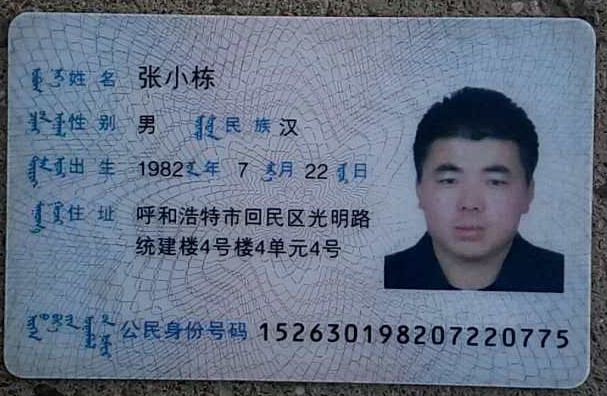 姓名 张小栋
性别 男 民族 汉
出生 1982 年 7 月 22 日
住址 呼和浩特市回民区光明路
统建楼4号楼4单元4号
公民身份号码 152630198207220775